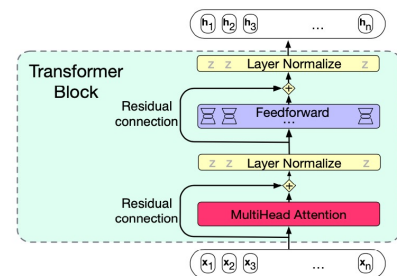 h1 h2 h3 ... hn
Transformer
Block
z z Layer Normalize z
+
Residual
connection
Feedforward
...
z z Layer Normalize z
+
Residual
connection
MultiHead Attention
x1 x2 x3 ... xn